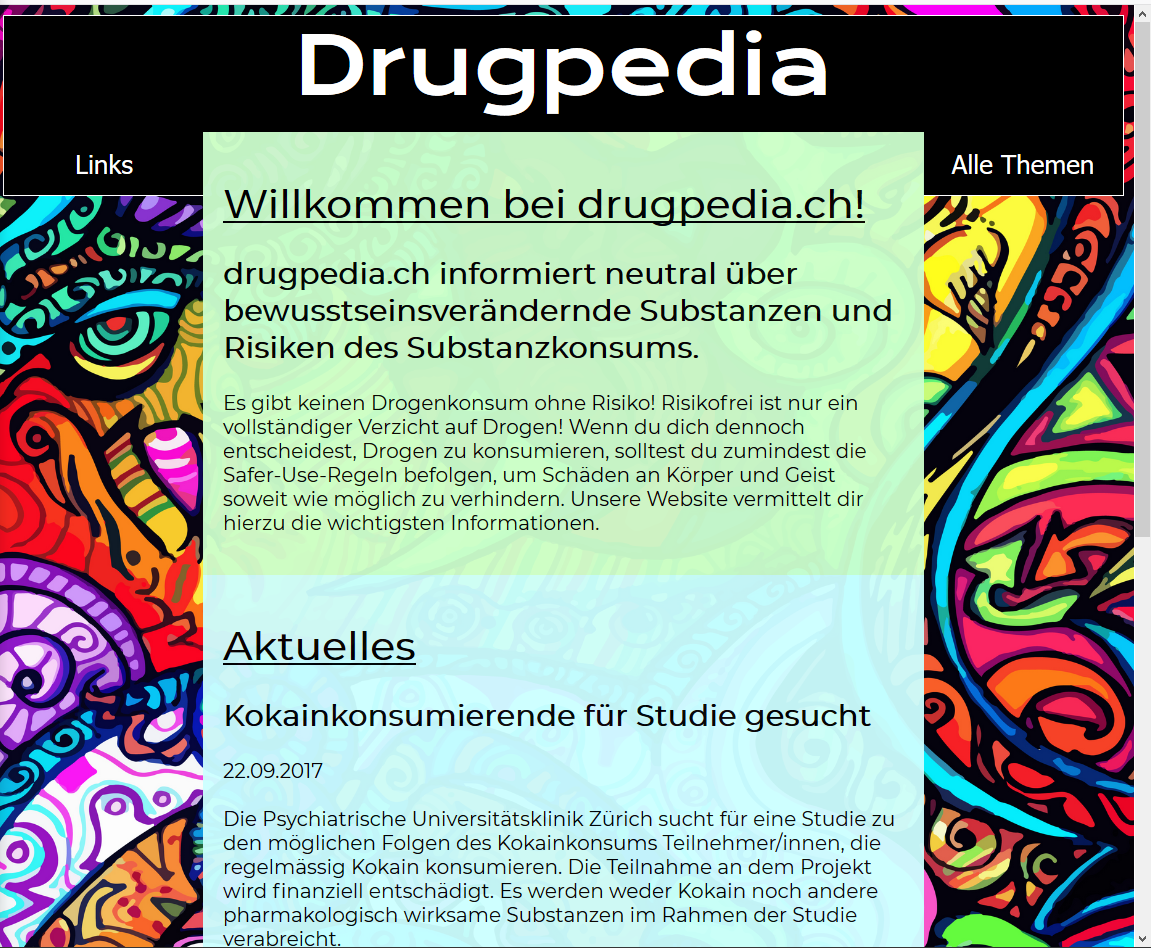 Drugpedia
Links
Alle Themen
Willkommen bei drugpedia.ch!
drugpedia.ch informiert neutral über
bewusstseinsverändernde Substanzen und
Risiken des Substanzkonsums.
Es gibt keinen Drogenkonsum ohne Risiko! Risikofrei ist nur ein
vollständiger Verzicht auf Drogen! Wenn du dich dennoch
entscheidest, Drogen zu konsumieren, solltest du zumindest die
Safer-Use-Regeln befolgen, um Schäden an Körper und Geist
soweit wie möglich zu verhindern. Unsere Website vermittelt dir
hierzu die wichtigsten Informationen.
Aktuelles
Kokainkonsumierende für Studie gesucht
22.09.2017
Die Psychiatrische Universitätsklinik Zürich sucht für eine Studie zu
den möglichen Folgen des Kokainkonsums Teilnehmer/innen, die
regelmässig Kokain konsumieren. Die Teilnahme an dem Projekt
wird finanziell entschädigt. Es werden weder Kokain noch andere
pharmakologisch wirksame Substanzen im Rahmen der Studie
verabreicht.